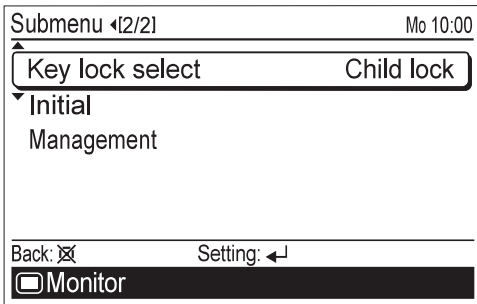 Submenu [2/2] Mo 10:00
Key lock select Child lock
Initial
Management
Back: Setting:
Monitor